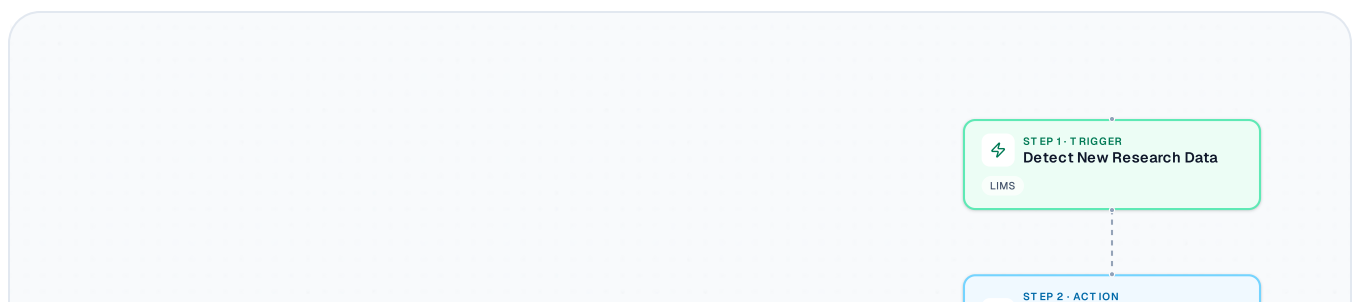 STEP 1 · TRIGGER
Detect New Research Data
LIMS
STEP 2 · ACTION